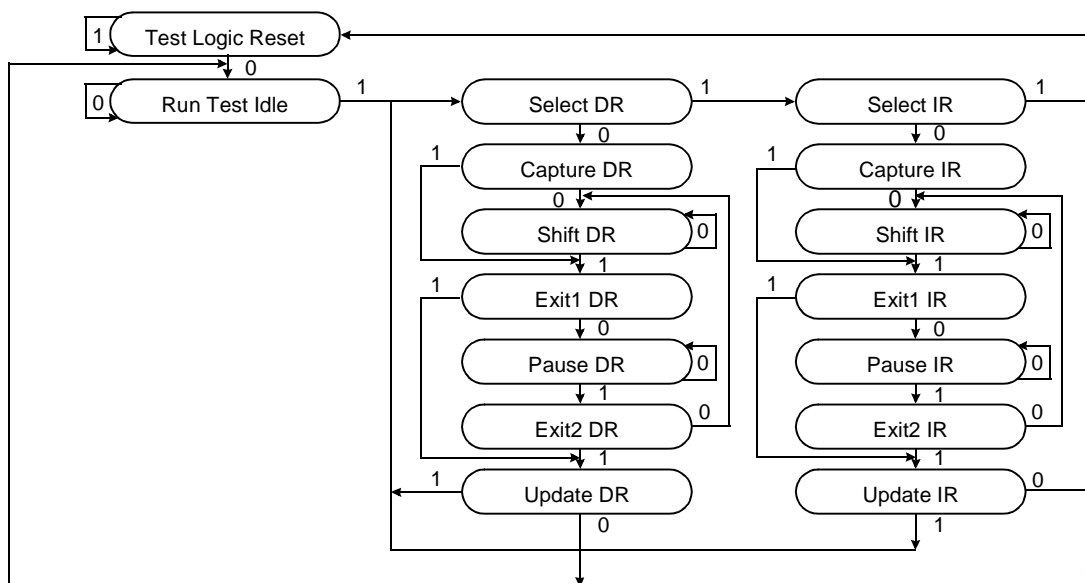 1 Test Logic Reset
0
0 Run Test Idle 1 Select DR 1 Select IR 1
0 0
1 Capture DR 1 Capture IR
0 0
Shift DR 0 Shift IR 0
1 1
1 Exit1 DR 1 Exit1 IR
0 0
Pause DR 0 Pause IR 0
1 1
Exit2 DR 0 Exit2 IR 0
1 1
1 Update DR Update IR 0
0 1